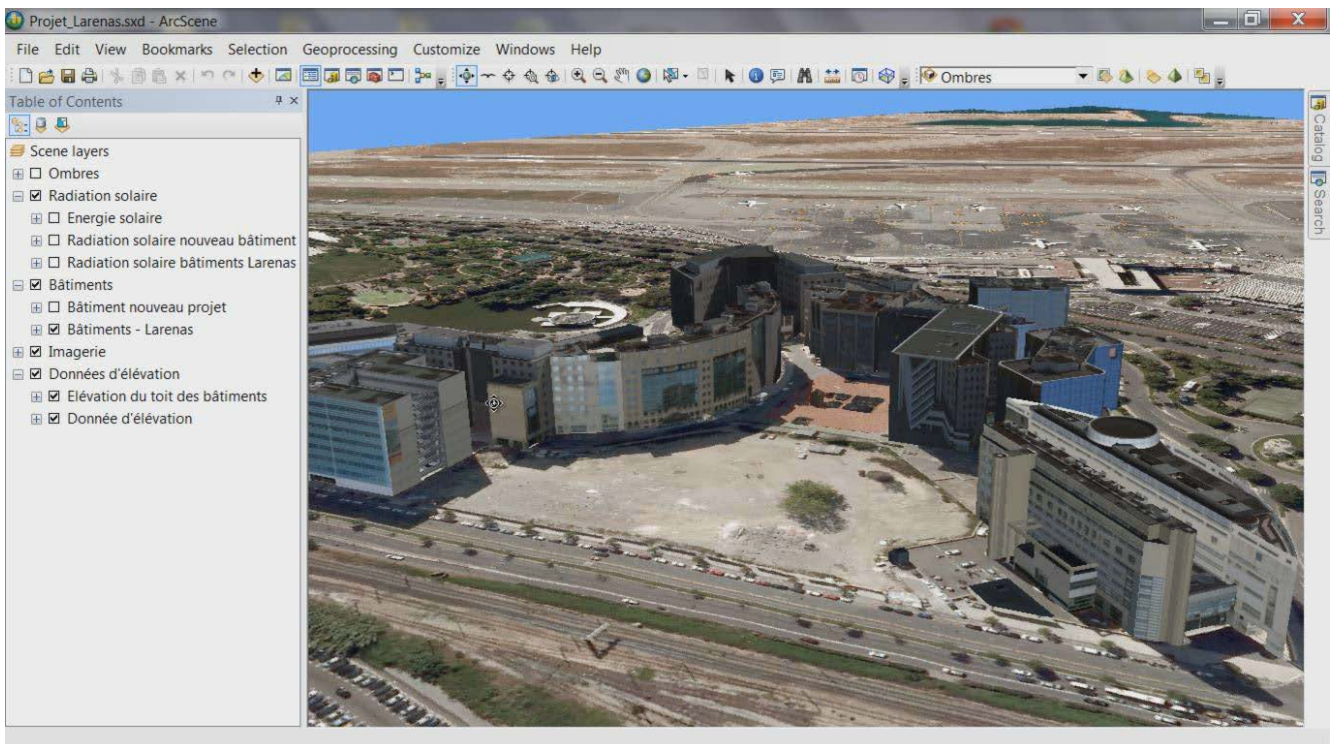 Projet_Larenas.sxd - ArcScene
File Edit View Bookmarks Selection Geoprocessing Customize Windows Help
Ombres
Table of Contents
Scene layers
Ombres
Radiation solaire
Energie solaire
Radiation solaire nouveau bâtiment
Radiation solaire bâtiments Larenas
Bâtiments
Bâtiment nouveau projet
Bâtiments - Larenas
Imagerie
Données d'élévation
Elévation du toit des bâtiments
Donnée d'élévation
Catalog
Search